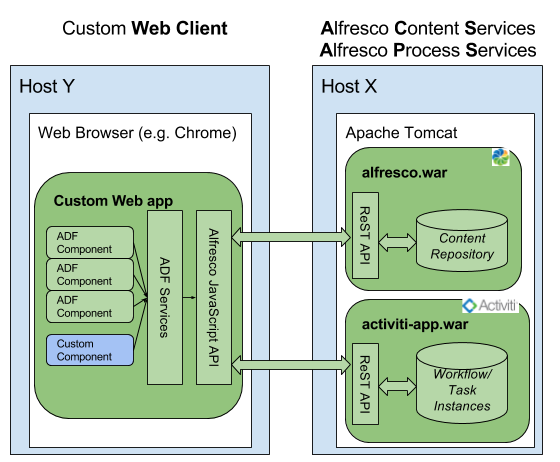 Custom Web Client
Alfresco Content Services
Alfresco Process Services
Host Y
Web Browser (e.g. Chrome)
Custom Web app
ADF
Component
ADF
Component
ADF
Component
Custom
Component
ADF Services
Alfresco JavaScript API
Host X
Apache Tomcat
alfresco.war
ReST API
Content
Repository
Activiti
activiti-app.war
ReST API
Workflow/
Task
Instances